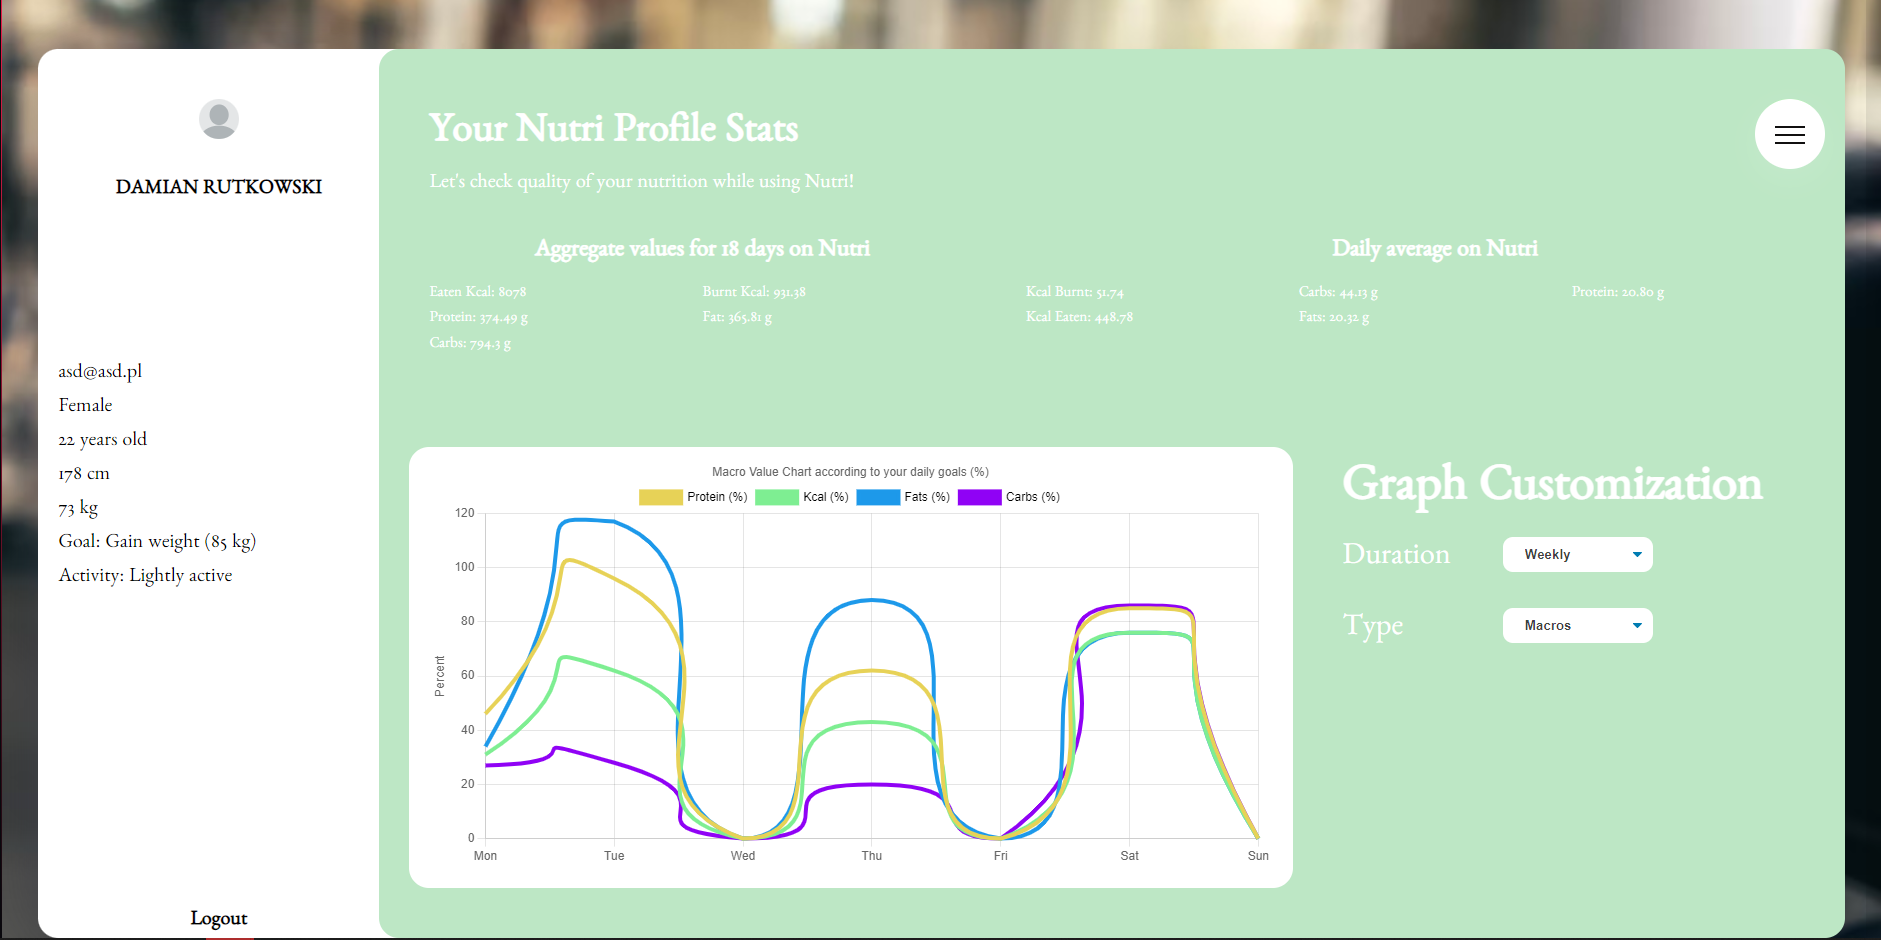 DAMIAN RUTKOWSKI
asd@asd.pl
Female
22 years old
178 cm
73 kg
Goal: Gain weight (85 kg)
Activity: Lightly active
Logout
Your Nutri Profile Stats
Let's check quality of your nutrition while using Nutri!
Aggregate values for 18 days on Nutri
Eaten Kcal: 8078
Burnt Kcal: 931.38
Protein: 374.49 g
Fat: 365.81 g
Carbs: 794.3 g
Daily average on Nutri
Kcal Burnt: 51.74
Carbs: 44.13 g
Protein: 20.80 g
Kcal Eaten: 448.78
Fats: 20.32 g
Macro Value Chart according to your daily goals (%)
Protein (%) Kcal (%) Fats (%) Carbs (%)
Percent
120
100
80
60
40
20
0
Mon Tue Wed Thu Fri Sat Sun
Graph Customization
Duration Weekly
Type Macros